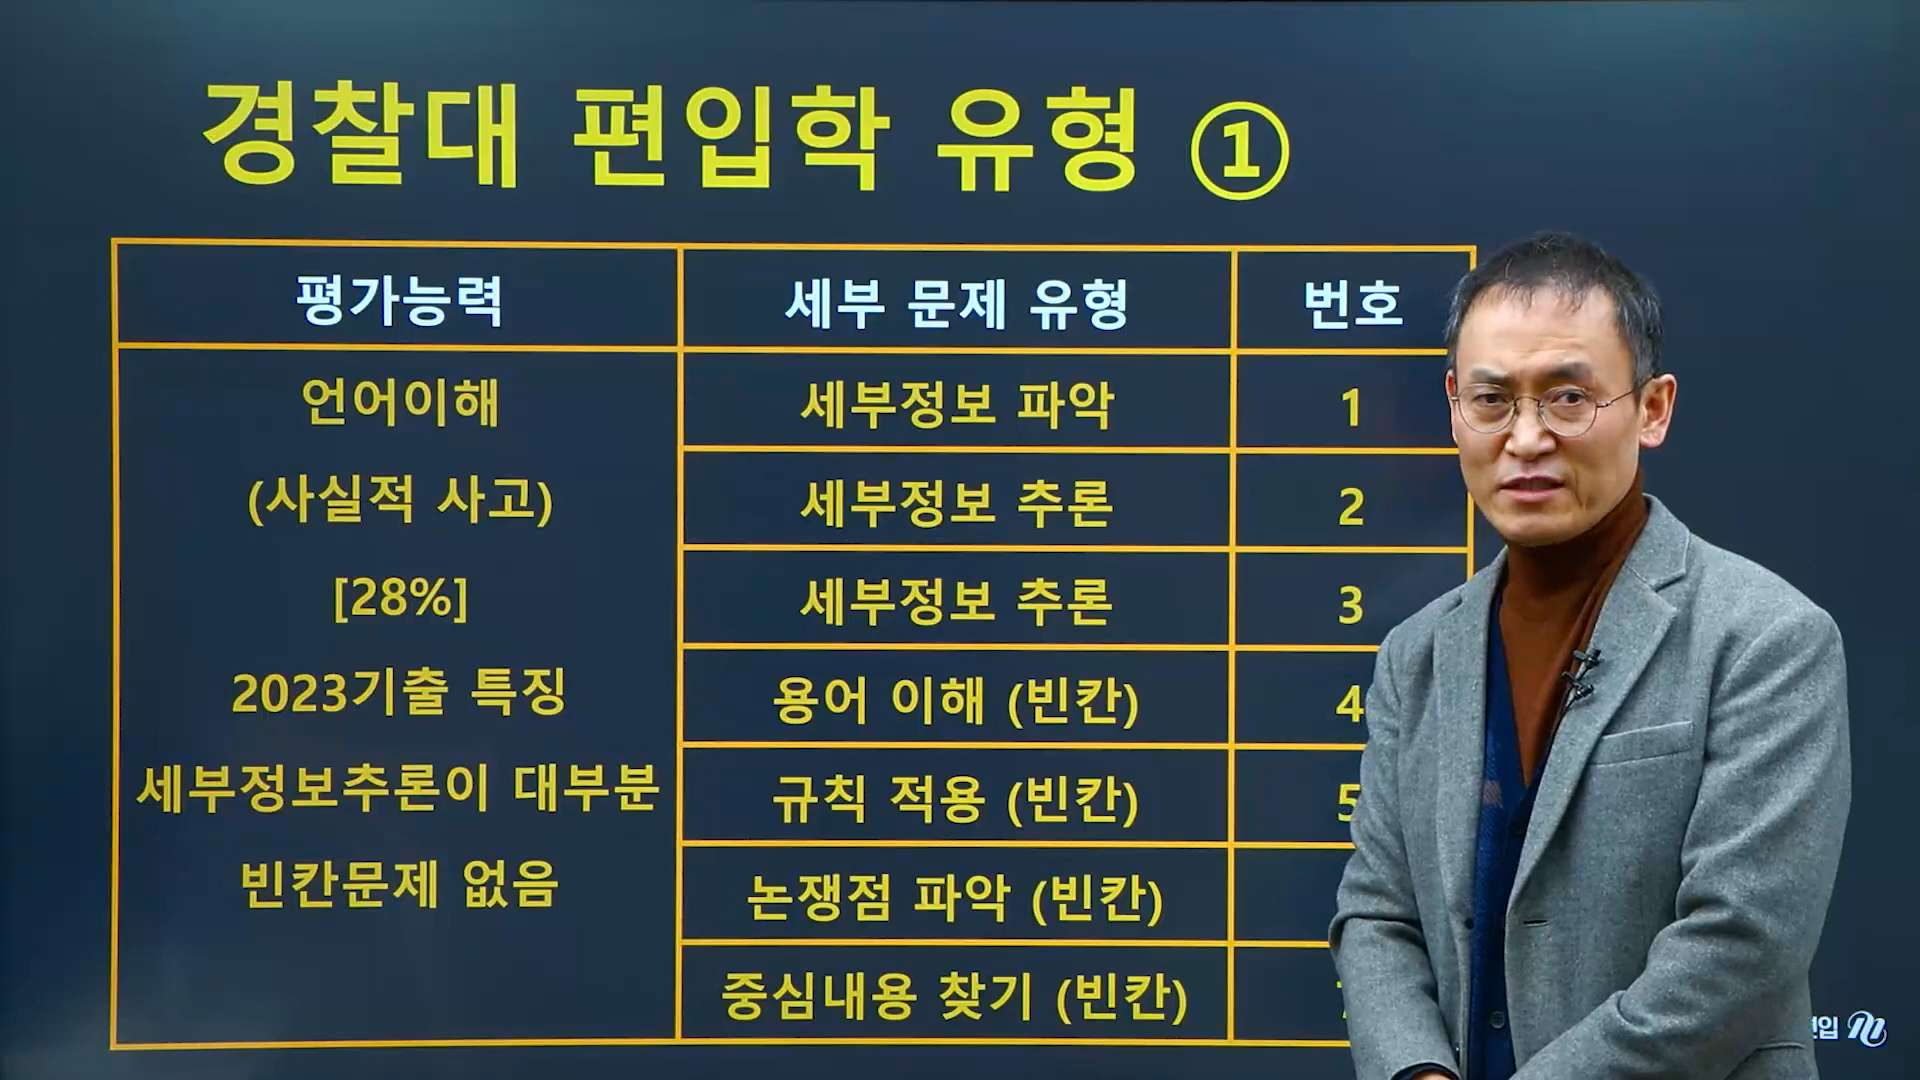 경찰대 편입학 유형 ①
평가능력 세부 문제 유형 번호
언어이해
(사실적 사고)
[28%]
2023기출 특징
세부정보추론이 대부분
빈칸문제 없음
세부정보 파악 1
세부정보 추론 2
세부정보 추론 3
용어 이해 (빈칸) 4
규칙 적용 (빈칸) 5
논쟁점 파악 (빈칸)
중심내용 찾기 (빈칸)
편입